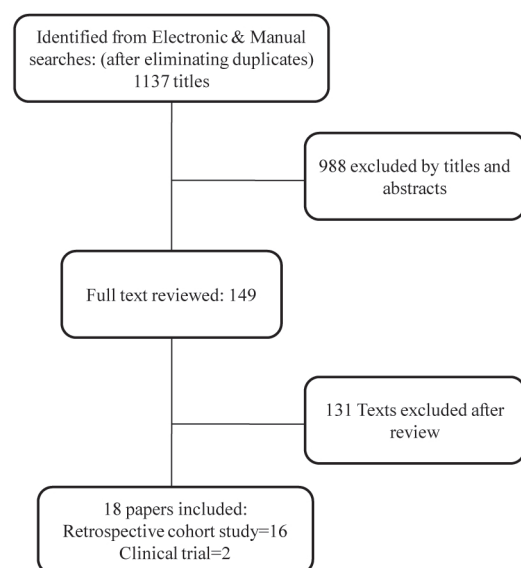 Identified from Electronic & Manual
searches: (after eliminating duplicates)
1137 titles
988 excluded by titles and
abstracts
Full text reviewed: 149
131 Texts excluded after
review
18 papers included:
Retrospective cohort study=16
Clinical trial=2